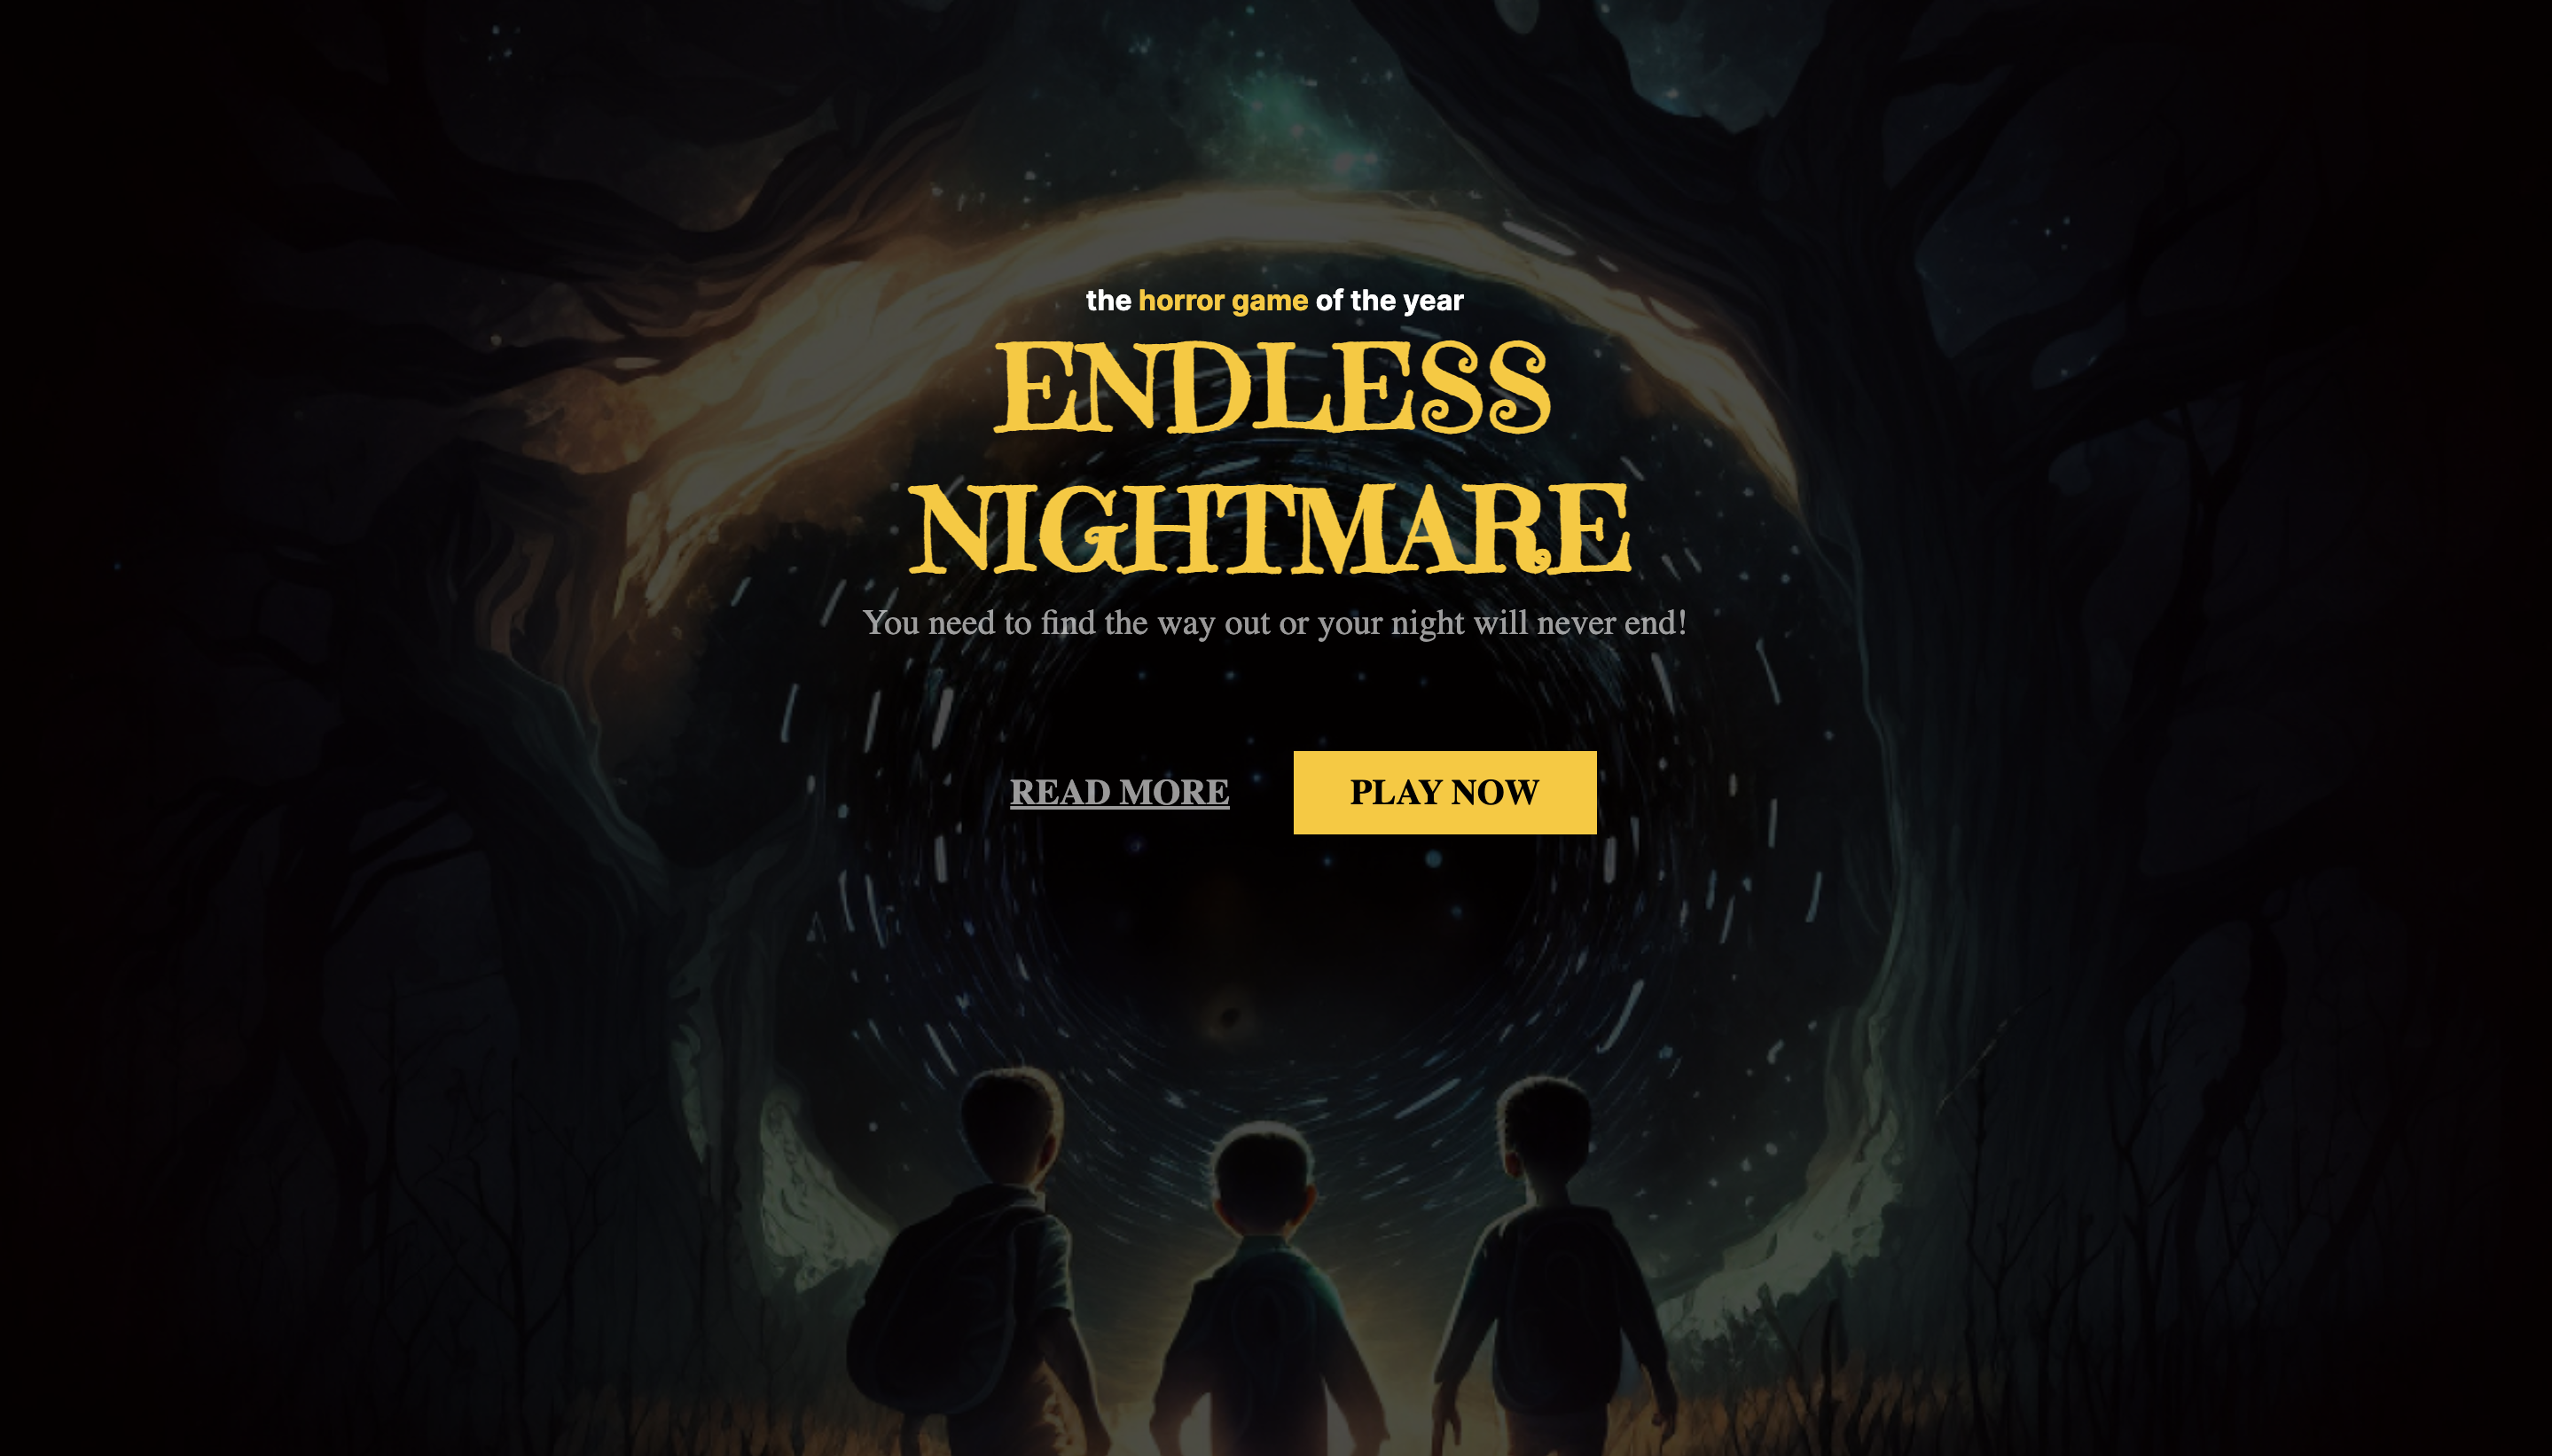 the horror game of the year
ENDLESS
NIGHTMARE
You need to find the way out or your night will never end!
READ MORE
PLAY NOW